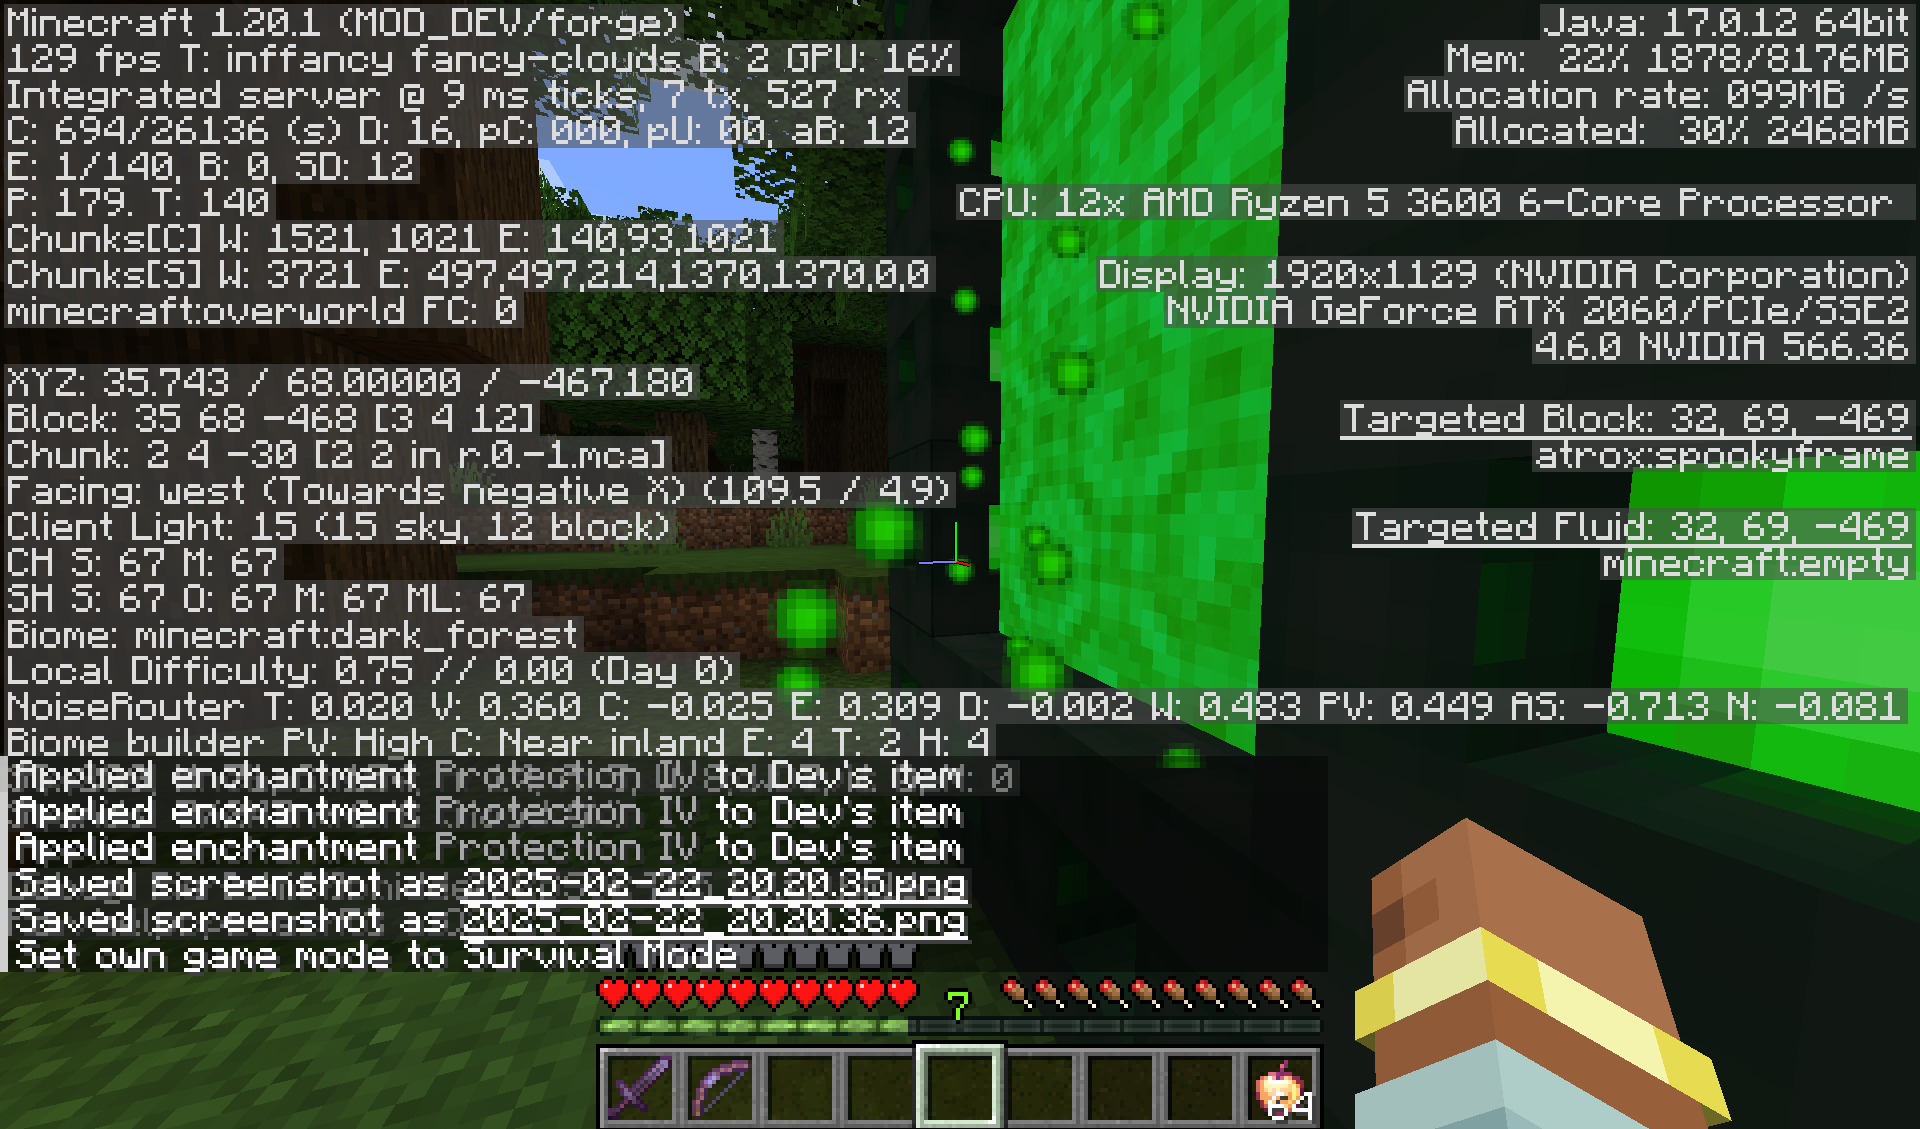 Minecraft 1.20.1 (MOD_DEV/forge)
129 fps T: inffancy fancy-clouds B: 2 GPU: 16%
Integrated server @ 9 ms ticks, 7 tx, 527 rx
C: 694/26136 (s) D: 16, pC: 000, pU: 00, aB: 12
E: 1/140, B: 0, SD: 12
P: 179. T: 140
Chunks[C] W: 1521, 1021 E: 140,93,1021
Chunks[S] W: 3721 E: 497,497,214,1370,1370,0,0
minecraft:overworld FC: 0
XYZ: 35.743 / 68.00000 / -467.180
Block: 35 68 -468 [3 4 12]
Chunk: 2 4 -30 [2 2 in r.0.-1.mca]
Facing: west (Towards negative X) (109.5 / 4.9)
Client Light: 15 (15 sky, 12 block)
CH S: 67 M: 67
SH S: 67 O: 67 M: 67 ML: 67
Biome: minecraft:dark_forest
Local Difficulty: 0.75 // 0.00 (Day 0)
NoiseRouter T: 0.020 V: 0.360 C: -0.025 E: 0.309 D: -0.002 W: 0.483 PV: 0.449 AS: -0.713 N: -0.081
Biome builder PV: High C: Near inland E: 4 T: 2 H: 4
Java: 17.0.12 64bit
Mem: 22% 1878/8176MB
Allocation rate: 099MB /s
Allocated: 30% 2468MB
CPU: 12x AMD Ryzen 5 3600 6-Core Processor
Display: 1920x1129 (NVIDIA Corporation)
NVIDIA GeForce RTX 2060/PCIe/SSE2
4.6.0 NVIDIA 566.36
Targeted Block: 32, 69, -469
atrox:spookyframe
Targeted Fluid: 32, 69, -469
minecraft:empty
Applied enchantment Protection IV to Dev's item
Applied enchantment Protection IV to Dev's item
Applied enchantment Protection IV to Dev's item
Saved screenshot as 2025-02-22_20.20.35.png
Saved screenshot as 2025-02-22_20.20.36.png
Set own game mode to Survival Mode
7
64